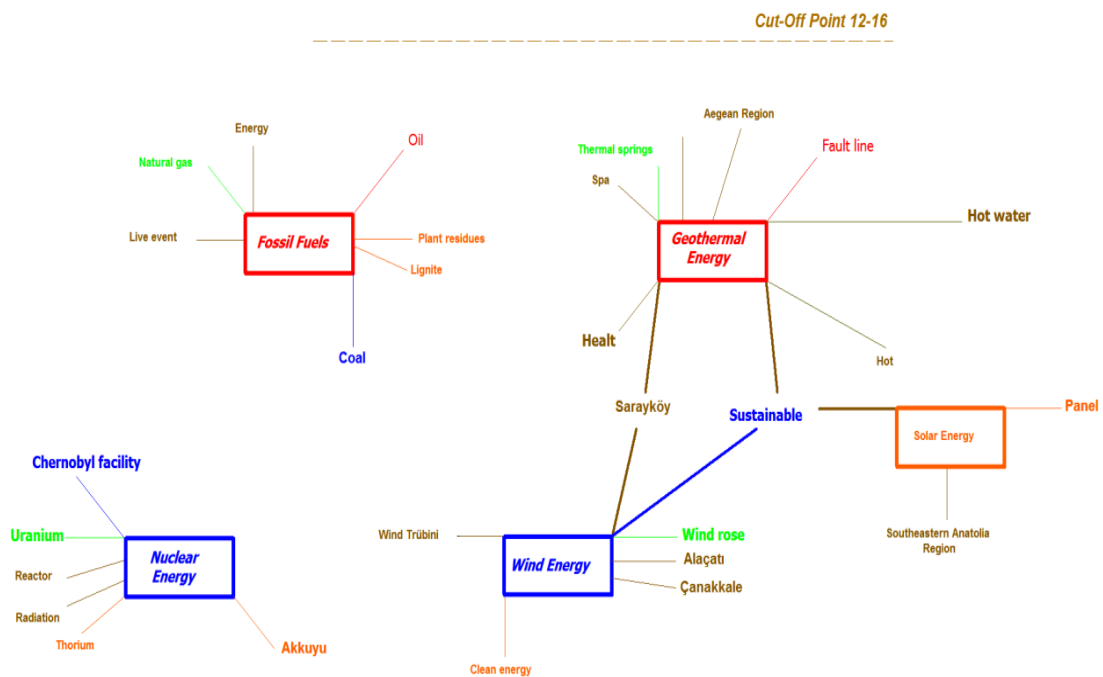 Cut-Off Point 12-16
Aegean Region
Energy
Oil
Thermal springs
Fault line
Natural gas
Spa
Hot water
Live event
Fossil Fuels
Plant residues
Geothermal
Energy
Lignite
Healt
Coal
Hot
Sarayköy
Sustainable
Panel
Solar Energy
Chernobyl facility
Uranium
Wind Trübini
Wind rose
Southeastern Anatolia
Region
Nuclear
Energy
Wind Energy
Alaçatı
Reactor
Çanakkale
Radiation
Thorium
Akkuyu
Clean energy